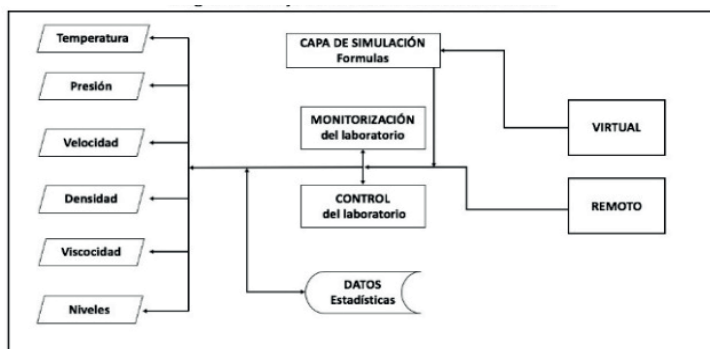 Temperatura
Presión
Velocidad
Densidad
Viscocidad
Niveles
CAPA DE SIMULACIÓN
Formulas
MONITORIZACIÓN
del laboratorio
CONTROL
del laboratorio
DATOS
Estadísticas
VIRTUAL
REMOTO